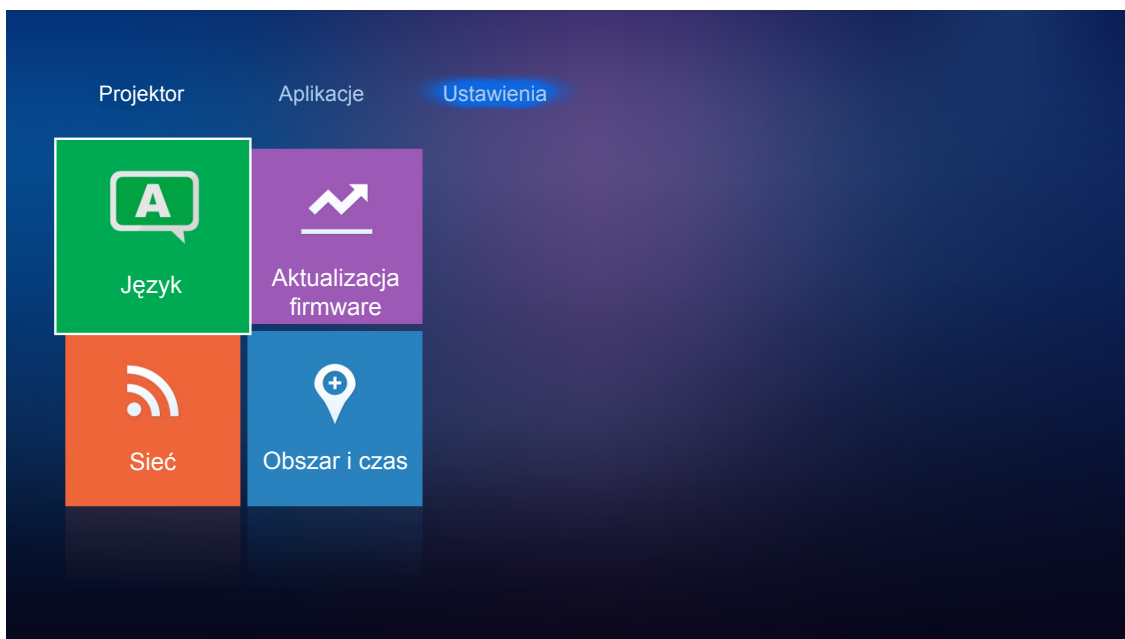 Projektor Aplikacje Ustawienia
A
Język
Aktualizacja
firmware
Sieć
Obszar i czas